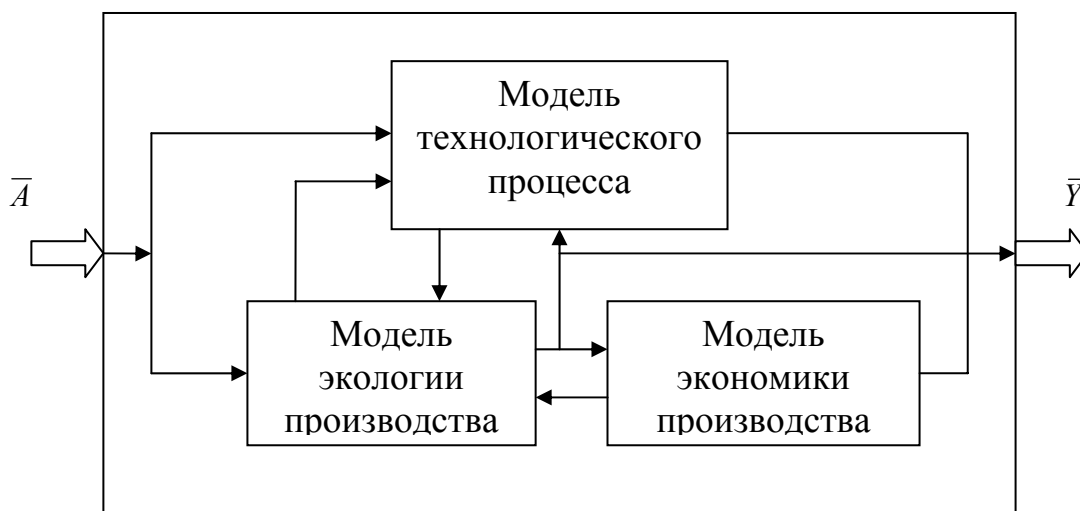 Модель
технологического
процесса
A̅
Y̅
Модель
экологии
производства
Модель
экономики
производства